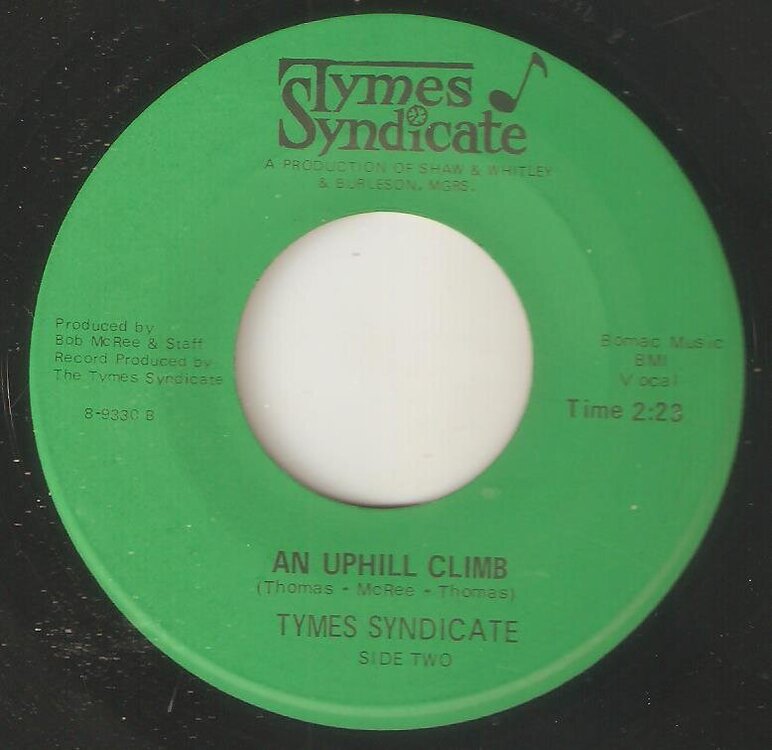 Tymes
Syndicate
A PRODUCTION OF SHAW & WHITLEY
& BURLESON, MGRS.
Produced by
Bob McRee & Staff
Record Produced by
The Tymes Syndicate
8-9330 B
Bomac Music
BMI
Vocal
Time 2:23
AN UPHILL CLIMB
(Thomas - McRee - Thomas)
TYMES SYNDICATE
SIDE TWO